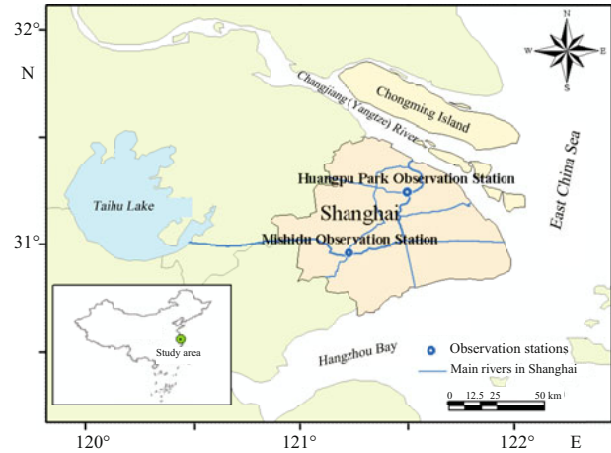 32°
N
N
W
E
S
Changjiang(Yangtze) River
Chongming Island
East China Sea
Huangpu Park Observation Station
Taihu Lake
Shanghai
31°
Mishidu Observation Station
Study area
Hangzhou Bay
Observation stations
Main rivers in Shanghai
0 12.5 25 50 km
120°
121°
122°
E